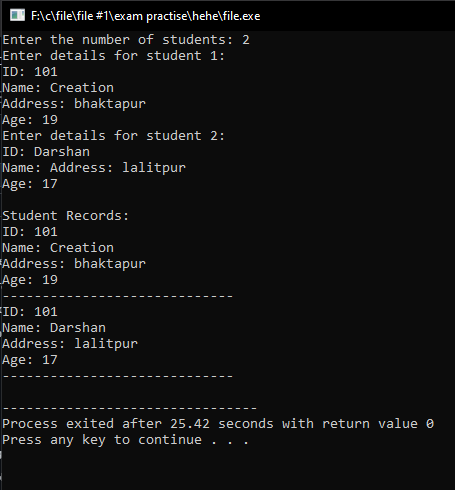 F:\c\file\file #1\exam practise\hehe\file.exe
Enter the number of students: 2
Enter details for student 1:
ID: 101
Name: Creation
Address: bhaktapur
Age: 19
Enter details for student 2:
ID: Darshan
Name: Address: lalitpur
Age: 17

Student Records:
ID: 101
Name: Creation
Address: bhaktapur
Age: 19
-----------------------------
ID: 101
Name: Darshan
Address: lalitpur
Age: 17
-----------------------------

--------------------------------
Process exited after 25.42 seconds with return value 0
Press any key to continue . . .